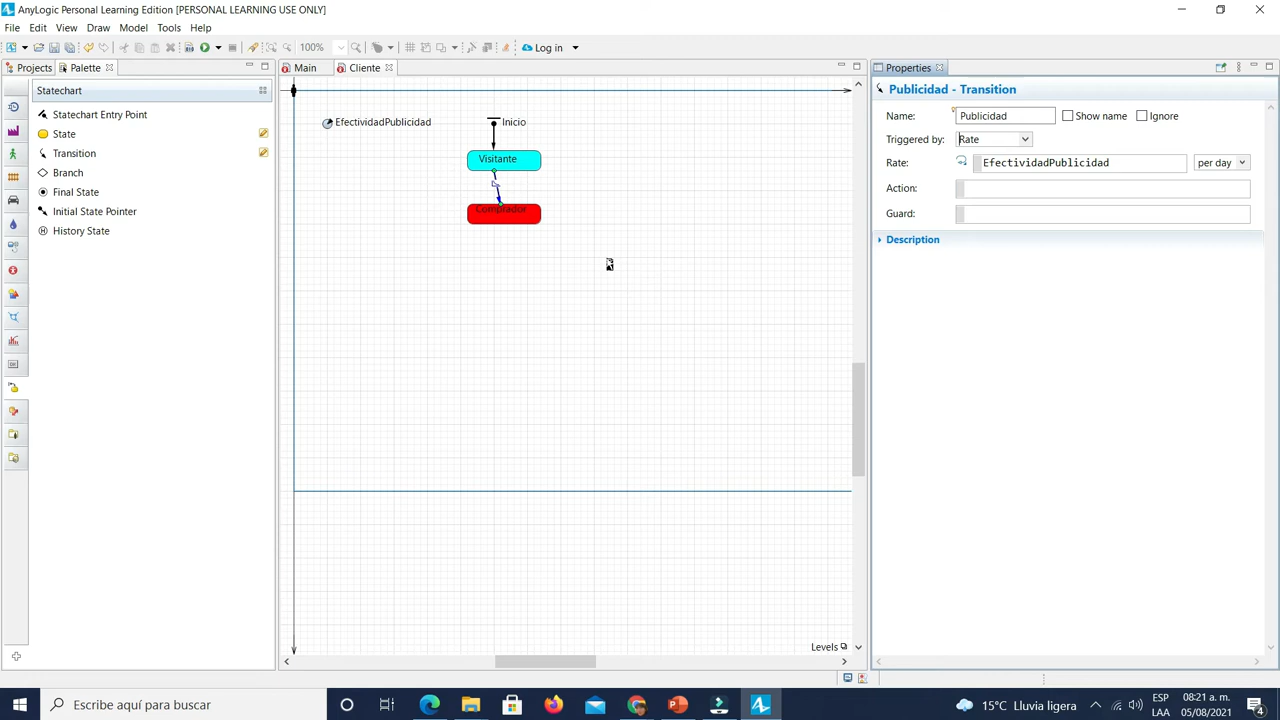 AnyLogic Personal Learning Edition [PERSONAL LEARNING USE ONLY]
File Edit View Draw Model Tools Help
100% Log in
Projects Palette
Main Cliente
Properties
Statechart
Statechart Entry Point
State
Transition
Branch
Final State
Initial State Pointer
History State
EfectividadPublicidad
Inicio
Visitante
Comprador
Levels
Publicidad - Transition
Name: Publicidad Show name Ignore
Triggered by: Rate
Rate: EfectividadPublicidad per day
Action:
Guard:
Description
Escribe aquí para buscar
15°C Lluvia ligera
ESP
LAA
08:21 a. m.
05/08/2021
4